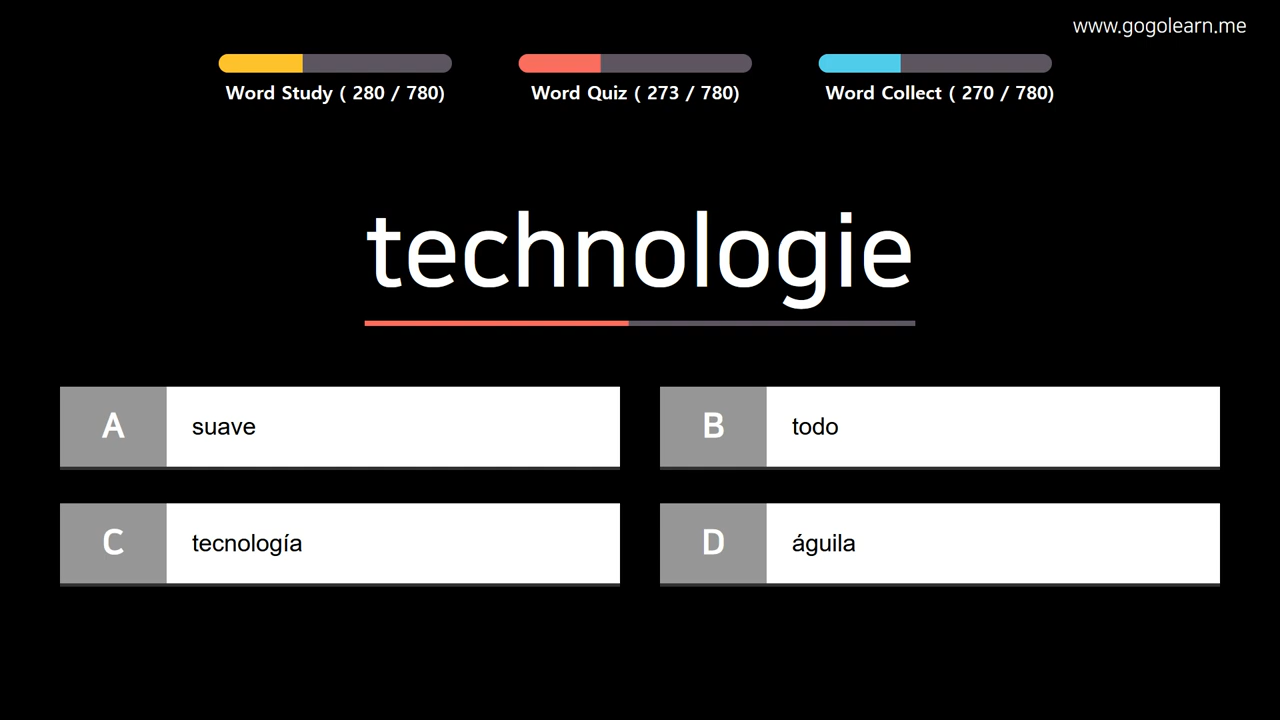 www.gogolearn.me
Word Study ( 280 / 780)
Word Quiz ( 273 / 780)
Word Collect ( 270 / 780)
technologie
A suave
B todo
C tecnología
D águila